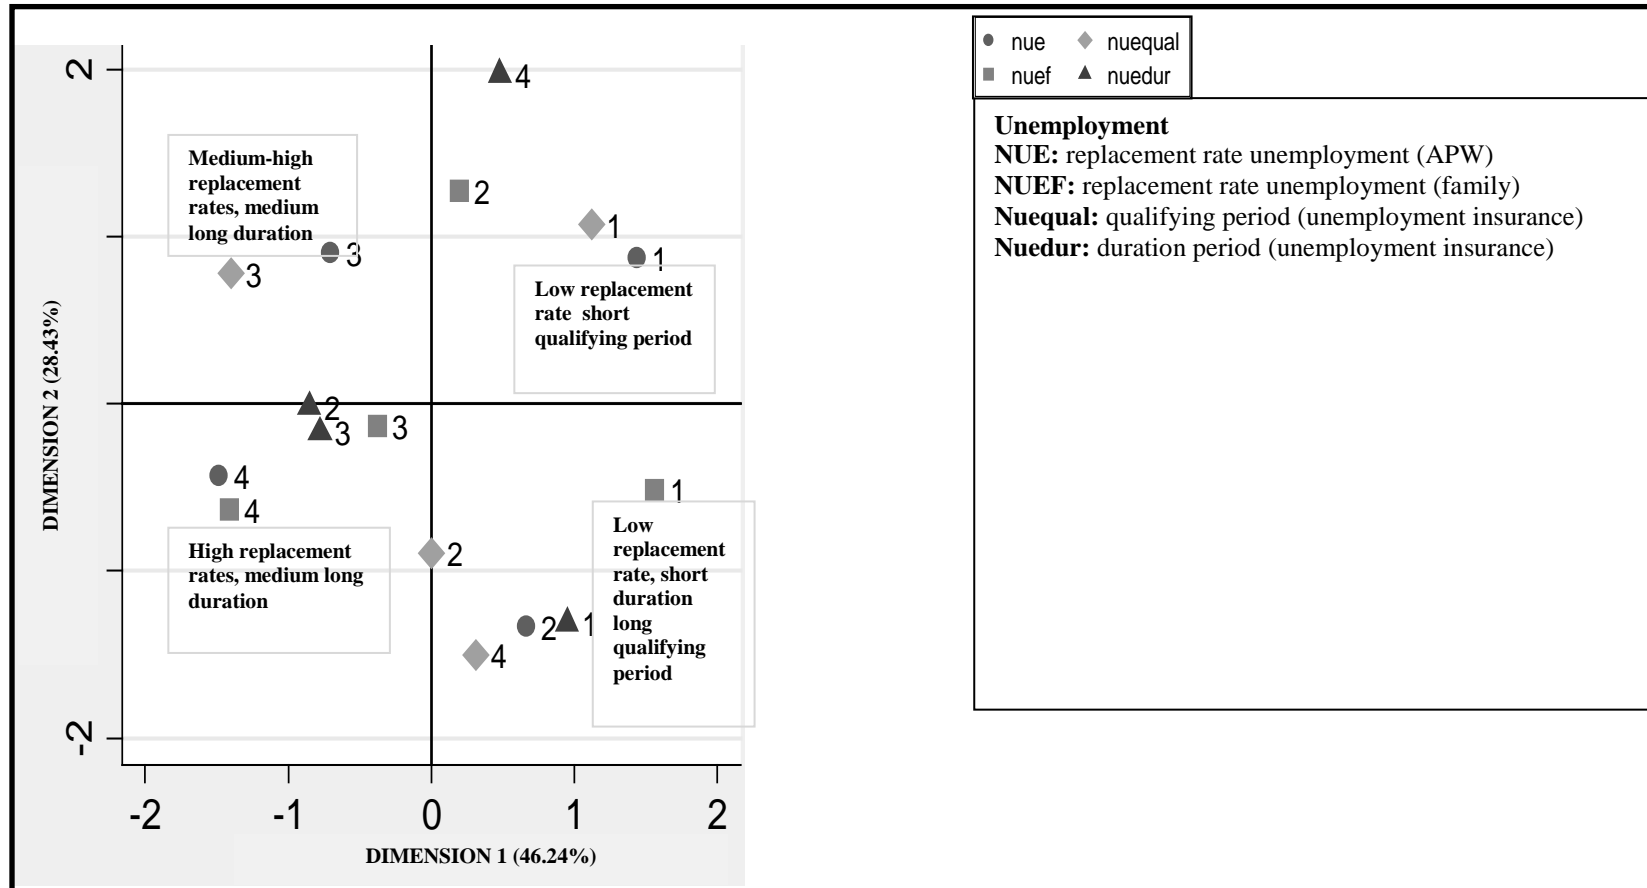 2
4
Medium-high
replacement
rates, medium
long duration
2
1
3
1
3
Low replacement
rate short
qualifying period
DIMENSION 2 (28.43%)
2
3
3
4
4
1
High replacement
rates, medium long
duration
2
Low
replacement
rate, short
duration
long
qualifying
period
2
1
4
-2
-2 -1 0 1 2
DIMENSION 1 (46.24%)
nue nuequal
nuef nuedur
Unemployment
NUE: replacement rate unemployment (APW)
NUEF: replacement rate unemployment (family)
Nuequal: qualifying period (unemployment insurance)
Nuedur: duration period (unemployment insurance)